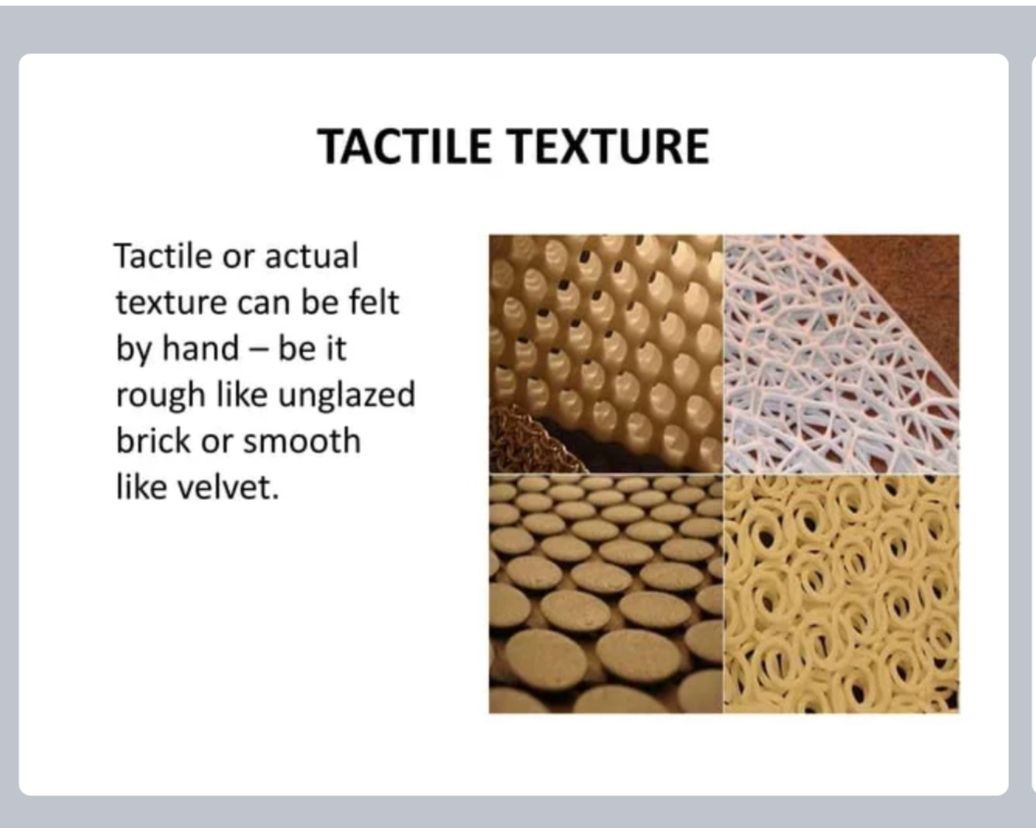 TACTILE TEXTURE
Tactile or actual
texture can be fel
by hand – be it
rough like unglazed
brick or smooth
like velvet.